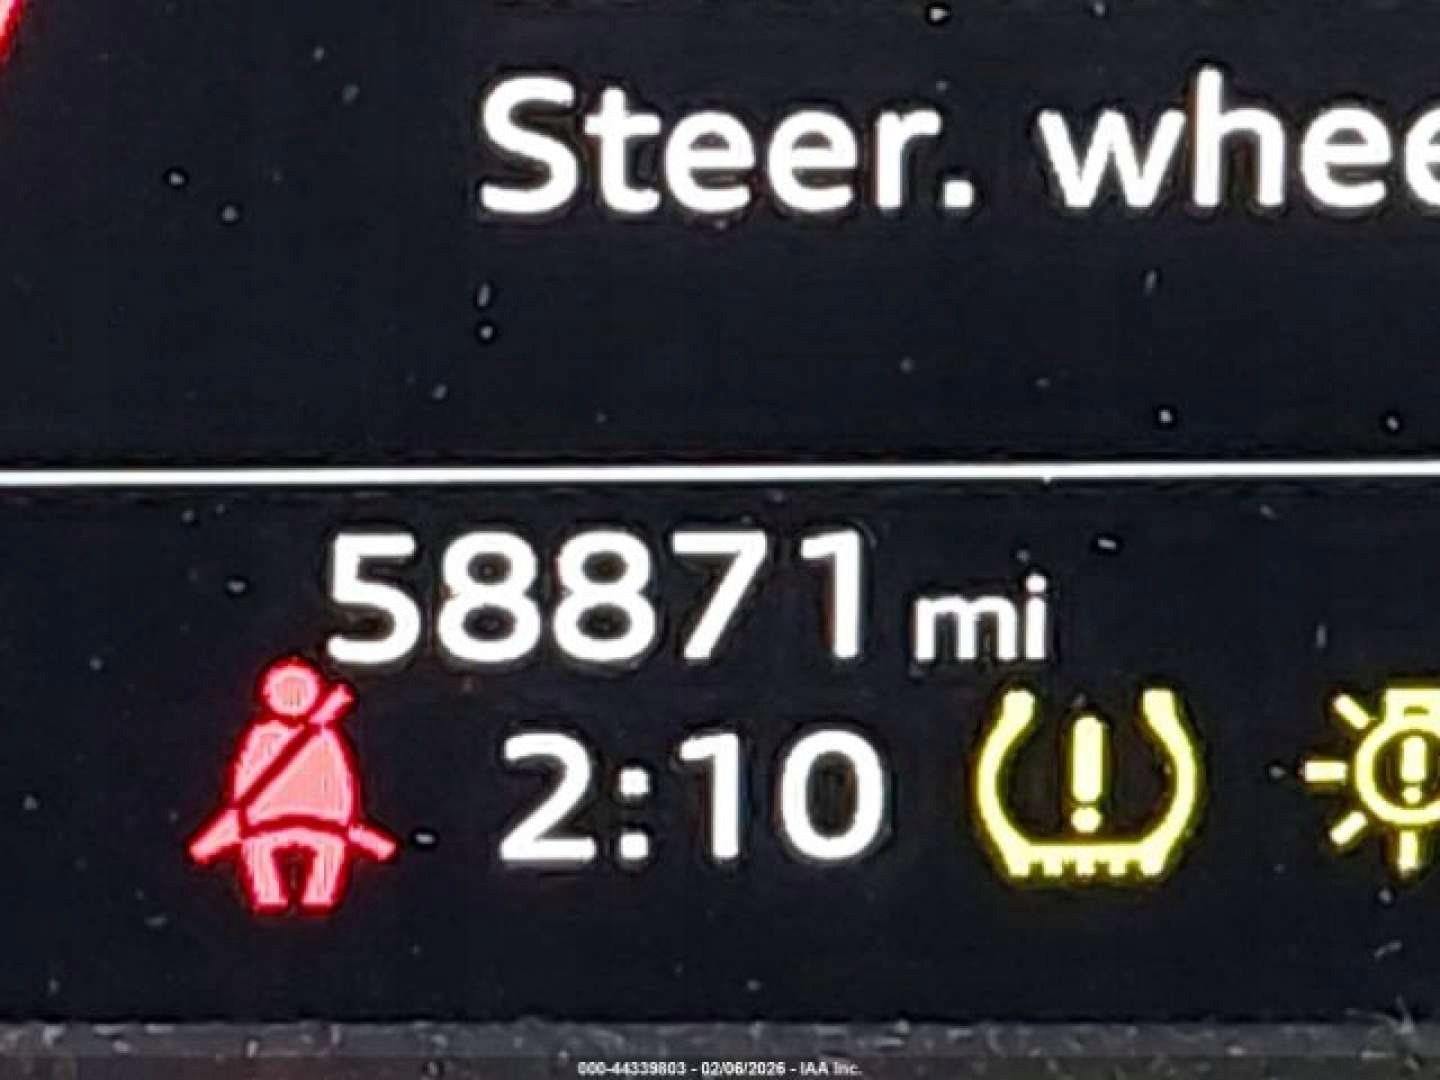 Steer. whee
58871 mi
2:10
000-44339803 - 02/06/2026 - IAA Inc.